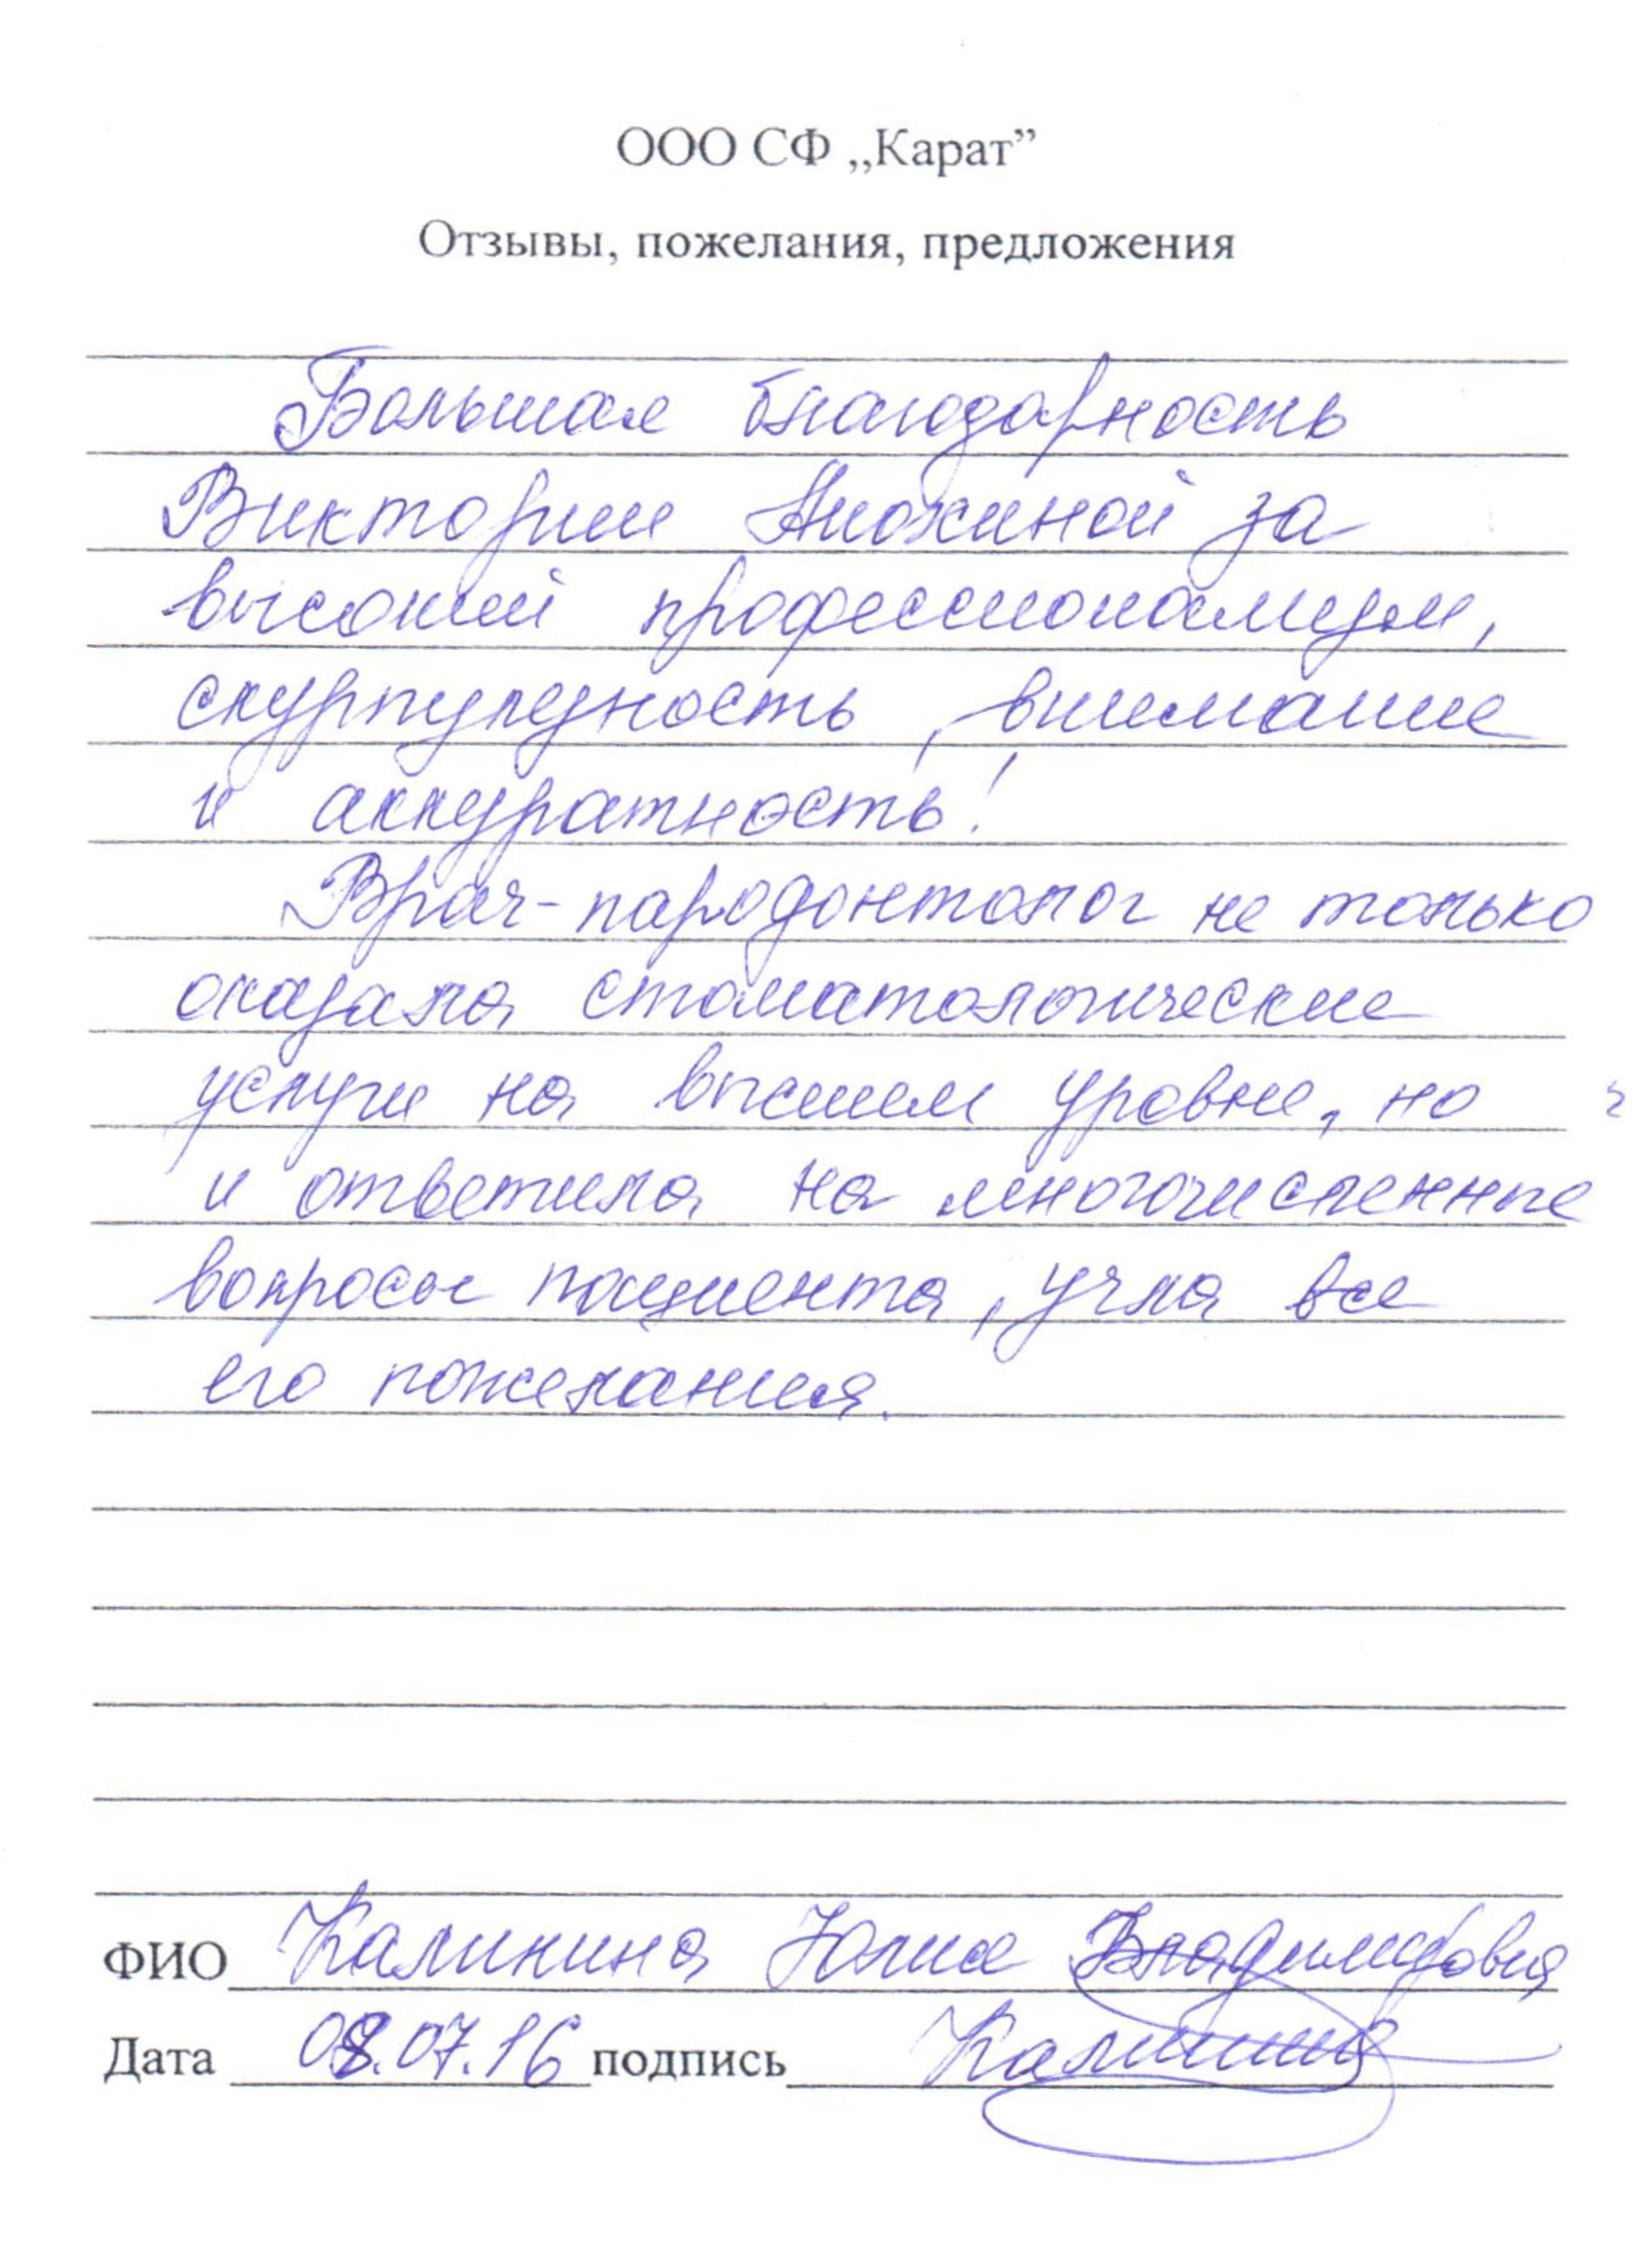 ООО СФ „Карат”
Отзывы, пожелания, предложения
Большая благодарность
Виктории Анохиной за
высокий профессионализм,
скурпулезность, внимание
и аккуратность!
Врач-пародонтолог не только
оказала стоматологические
услуги на высшем уровне, но
и ответила на многочисленные
вопросы пациента, учла все
его пожелания.
ФИО Калинина Юлия Владимировна
Дата 08.07.16 подпись Калинина